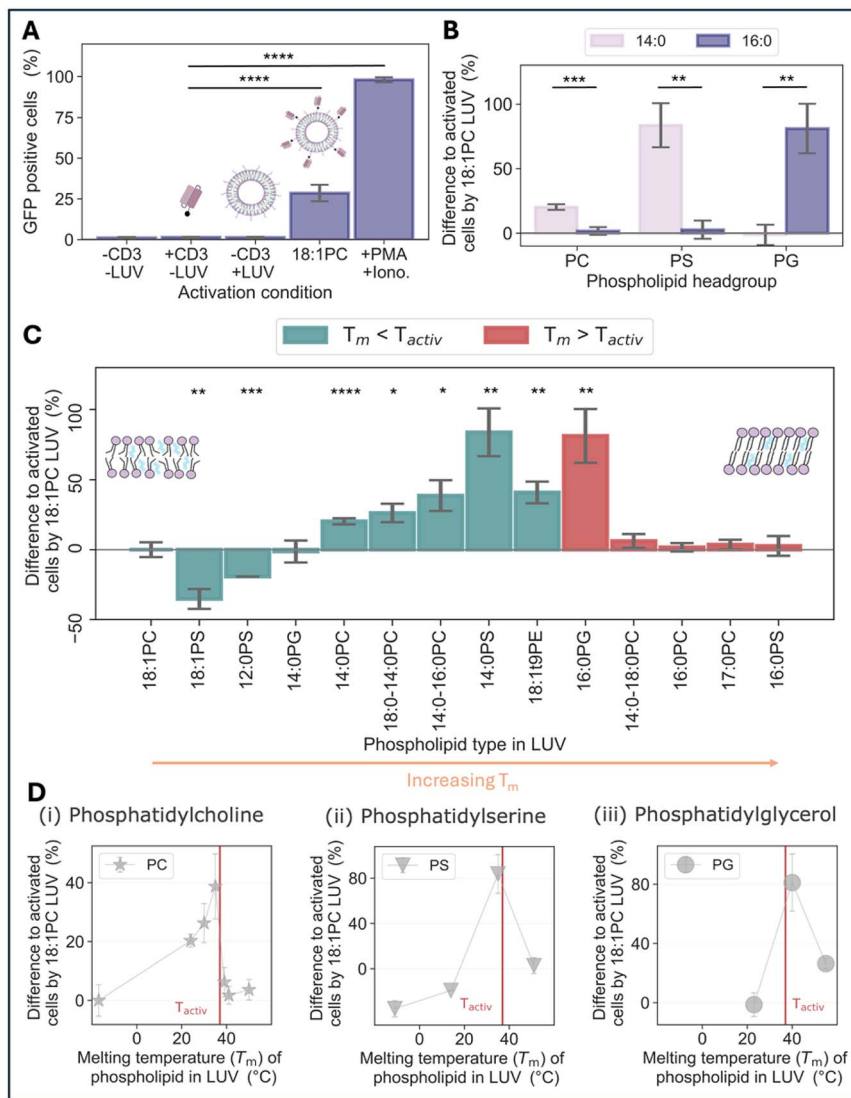 A
GFP positive cells (%)
100
75
50
25
0
****
****
-CD3
-LUV
+CD3
-LUV
-CD3
+LUV
18:1PC
+PMA
+Iono.
Activation condition
B
14:0
16:0
Difference to activated
cells by 18:1PC LUV (%)
100
50
0
***
**
**
PC
PS
PG
Phospholipid headgroup
C
Tm < Tactiv
Tm > Tactiv
Difference to activated
cells by 18:1PC LUV (%)
100
50
0
−50
**
***
****
*
*
**
**
**
18:1PC
18:1PS
12:0PS
14:0PG
14:0PC
18:0-14:0PC
14:0-16:0PC
14:0PS
18:1t9PE
16:0PG
14:0-18:0PC
16:0PC
17:0PC
16:0PS
Phospholipid type in LUV
Increasing Tm
D
(i) Phosphatidylcholine
Difference to activated
cells by 18:1PC LUV (%)
40
20
0
PC
Tactiv
0
20
40
Melting temperature (Tm) of
phospholipid in LUV (°C)
(ii) Phosphatidylserine
Difference to activated
cells by 18:1PC LUV (%)
80
40
0
PS
Tactiv
0
20
40
Melting temperature (Tm) of
phospholipid in LUV (°C)
(iii) Phosphatidylglycerol
Difference to activated
cells by 18:1PC LUV (%)
80
40
0
PG
Tactiv
0
20
40
Melting temperature (Tm) of
phospholipid in LUV (°C)